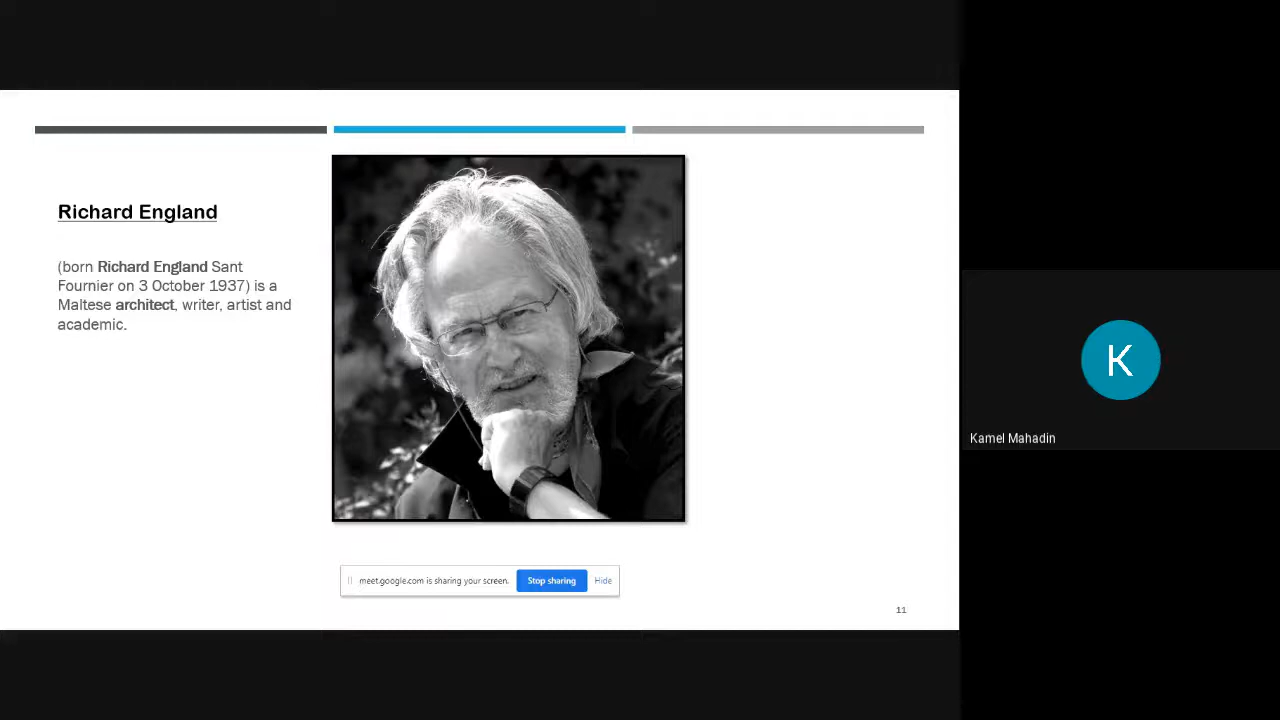 Richard England
(born Richard England Sant
Fournier on 3 October 1937) is a
Maltese architect, writer, artist and
academic.
K
Kamel Mahadin
meet.google.com is sharing your screen.
Stop sharing
Hide
11